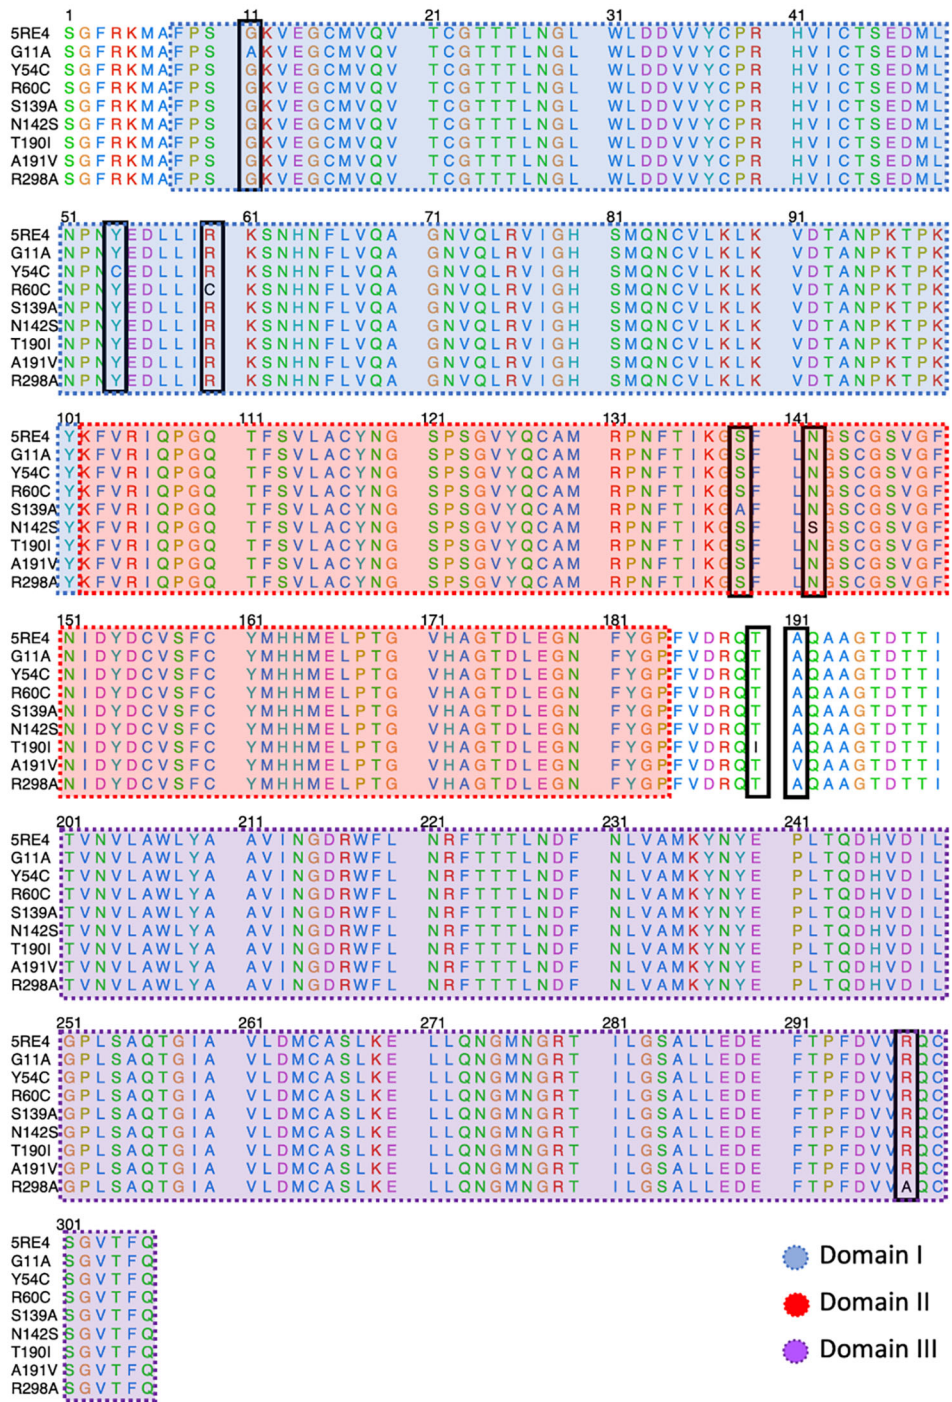 1 11 21 31 41
5RE4 SGFRKMAFPS GKVEGCMVQV TCGTTTLNGL WLDDVVYCPR HVICTSEDML
G11A SGFRKMAFPS AKVEGCMVQV TCGTTTLNGL WLDDVVYCPR HVICTSEDML
Y54C SGFRKMAFPS GKVEGCMVQV TCGTTTLNGL WLDDVVYCPR HVICTSEDML
R60C SGFRKMAFPS GKVEGCMVQV TCGTTTLNGL WLDDVVYCPR HVICTSEDML
S139A SGFRKMAFPS GKVEGCMVQV TCGTTTLNGL WLDDVVYCPR HVICTSEDML
N142S SGFRKMAFPS GKVEGCMVQV TCGTTTLNGL WLDDVVYCPR HVICTSEDML
T190I SGFRKMAFPS GKVEGCMVQV TCGTTTLNGL WLDDVVYCPR HVICTSEDML
A191V SGFRKMAFPS GKVEGCMVQV TCGTTTLNGL WLDDVVYCPR HVICTSEDML
R298A SGFRKMAFPS GKVEGCMVQV TCGTTTLNGL WLDDVVYCPR HVICTSEDML
51 61 71 81 91
5RE4 NPNYEDLLIR KSNHNFLVQA GNVQLRVIGH SMQNCVLKLK VDTANPKTPK
G11A NPNYEDLLIR KSNHNFLVQA GNVQLRVIGH SMQNCVLKLK VDTANPKTPK
Y54C NPNCEDLLIR KSNHNFLVQA GNVQLRVIGH SMQNCVLKLK VDTANPKTPK
R60C NPNYEDLLIC KSNHNFLVQA GNVQLRVIGH SMQNCVLKLK VDTANPKTPK
S139A NPNYEDLLIR KSNHNFLVQA GNVQLRVIGH SMQNCVLKLK VDTANPKTPK
N142S NPNYEDLLIR KSNHNFLVQA GNVQLRVIGH SMQNCVLKLK VDTANPKTPK
T190I NPNYEDLLIR KSNHNFLVQA GNVQLRVIGH SMQNCVLKLK VDTANPKTPK
A191V NPNYEDLLIR KSNHNFLVQA GNVQLRVIGH SMQNCVLKLK VDTANPKTPK
R298A NPNYEDLLIR KSNHNFLVQA GNVQLRVIGH SMQNCVLKLK VDTANPKTPK
101 111 121 131 141
5RE4 YKFVRIQPGQ TFSVLACYNG SPSGVYQCAM RPNFTIKGSF LNGSCGSVGF
G11A YKFVRIQPGQ TFSVLACYNG SPSGVYQCAM RPNFTIKGSF LNGSCGSVGF
Y54C YKFVRIQPGQ TFSVLACYNG SPSGVYQCAM RPNFTIKGSF LNGSCGSVGF
R60C YKFVRIQPGQ TFSVLACYNG SPSGVYQCAM RPNFTIKGSF LNGSCGSVGF
S139A YKFVRIQPGQ TFSVLACYNG SPSGVYQCAM RPNFTIKGAF LNGSCGSVGF
N142S YKFVRIQPGQ TFSVLACYNG SPSGVYQCAM RPNFTIKGSF LSGSCGSVGF
T190I YKFVRIQPGQ TFSVLACYNG SPSGVYQCAM RPNFTIKGSF LNGSCGSVGF
A191V YKFVRIQPGQ TFSVLACYNG SPSGVYQCAM RPNFTIKGSF LNGSCGSVGF
R298A YKFVRIQPGQ TFSVLACYNG SPSGVYQCAM RPNFTIKGSF LNGSCGSVGF
151 161 171 181 191
5RE4 NIDYDCVSFC YMHHMELPTG VHAGTDLEGN FYGPFVDRQT AQAAGTDTTI
G11A NIDYDCVSFC YMHHMELPTG VHAGTDLEGN FYGPFVDRQT AQAAGTDTTI
Y54C NIDYDCVSFC YMHHMELPTG VHAGTDLEGN FYGPFVDRQT AQAAGTDTTI
R60C NIDYDCVSFC YMHHMELPTG VHAGTDLEGN FYGPFVDRQT AQAAGTDTTI
S139A NIDYDCVSFC YMHHMELPTG VHAGTDLEGN FYGPFVDRQT AQAAGTDTTI
N142S NIDYDCVSFC YMHHMELPTG VHAGTDLEGN FYGPFVDRQT AQAAGTDTTI
T190I NIDYDCVSFC YMHHMELPTG VHAGTDLEGN FYGPFVDRQI AQAAGTDTTI
A191V NIDYDCVSFC YMHHMELPTG VHAGTDLEGN FYGPFVDRQT VQAAGTDTTI
R298A NIDYDCVSFC YMHHMELPTG VHAGTDLEGN FYGPFVDRQT AQAAGTDTTI
201 211 221 231 241
5RE4 TVNVLAWLYA AVINGDRWFL NRFTTTLNDF NLVAMKYNYE PLTQDHVDIL
G11A TVNVLAWLYA AVINGDRWFL NRFTTTLNDF NLVAMKYNYE PLTQDHVDIL
Y54C TVNVLAWLYA AVINGDRWFL NRFTTTLNDF NLVAMKYNYE PLTQDHVDIL
R60C TVNVLAWLYA AVINGDRWFL NRFTTTLNDF NLVAMKYNYE PLTQDHVDIL
S139A TVNVLAWLYA AVINGDRWFL NRFTTTLNDF NLVAMKYNYE PLTQDHVDIL
N142S TVNVLAWLYA AVINGDRWFL NRFTTTLNDF NLVAMKYNYE PLTQDHVDIL
T190I TVNVLAWLYA AVINGDRWFL NRFTTTLNDF NLVAMKYNYE PLTQDHVDIL
A191V TVNVLAWLYA AVINGDRWFL NRFTTTLNDF NLVAMKYNYE PLTQDHVDIL
R298A TVNVLAWLYA AVINGDRWFL NRFTTTLNDF NLVAMKYNYE PLTQDHVDIL
251 261 271 281 291
5RE4 GPLSAQTGIA VLDMCASLKE LLQNGMNGRT ILGSALLEDE FTPFDVVRQC
G11A GPLSAQTGIA VLDMCASLKE LLQNGMNGRT ILGSALLEDE FTPFDVVRQC
Y54C GPLSAQTGIA VLDMCASLKE LLQNGMNGRT ILGSALLEDE FTPFDVVRQC
R60C GPLSAQTGIA VLDMCASLKE LLQNGMNGRT ILGSALLEDE FTPFDVVRQC
S139A GPLSAQTGIA VLDMCASLKE LLQNGMNGRT ILGSALLEDE FTPFDVVRQC
N142S GPLSAQTGIA VLDMCASLKE LLQNGMNGRT ILGSALLEDE FTPFDVVRQC
T190I GPLSAQTGIA VLDMCASLKE LLQNGMNGRT ILGSALLEDE FTPFDVVRQC
A191V GPLSAQTGIA VLDMCASLKE LLQNGMNGRT ILGSALLEDE FTPFDVVRQC
R298A GPLSAQTGIA VLDMCASLKE LLQNGMNGRT ILGSALLEDE FTPFDVVAQC
301
5RE4 SGVTFQ
G11A SGVTFQ
Y54C SGVTFQ
R60C SGVTFQ
S139A SGVTFQ
N142S SGVTFQ
T190I SGVTFQ
A191V SGVTFQ
R298A SGVTFQ
Domain I
Domain II
Domain III